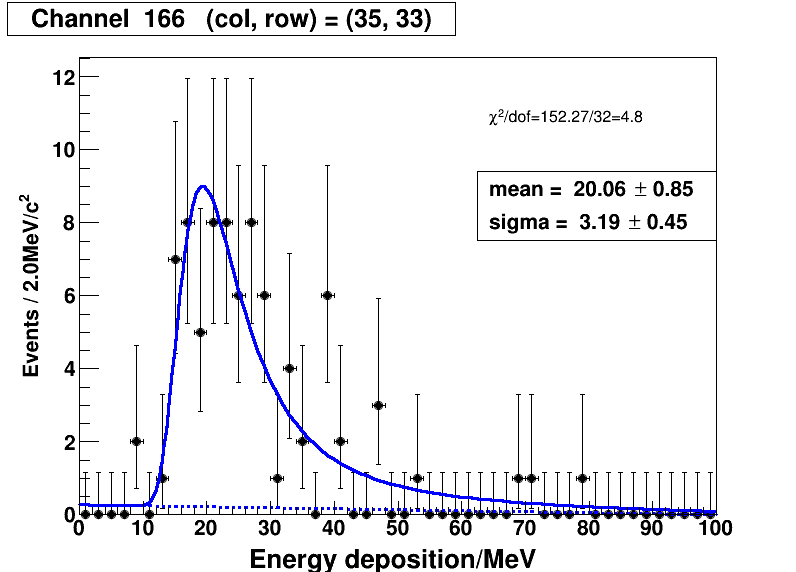 Channel 166 (col, row) = (35, 33)
χ²/dof=152.27/32=4.8
mean = 20.06 ± 0.85
sigma = 3.19 ± 0.45
Events / 2.0MeV/c²
12
10
8
6
4
2
0
0 10 20 30 40 50 60 70 80 90 100
Energy deposition/MeV